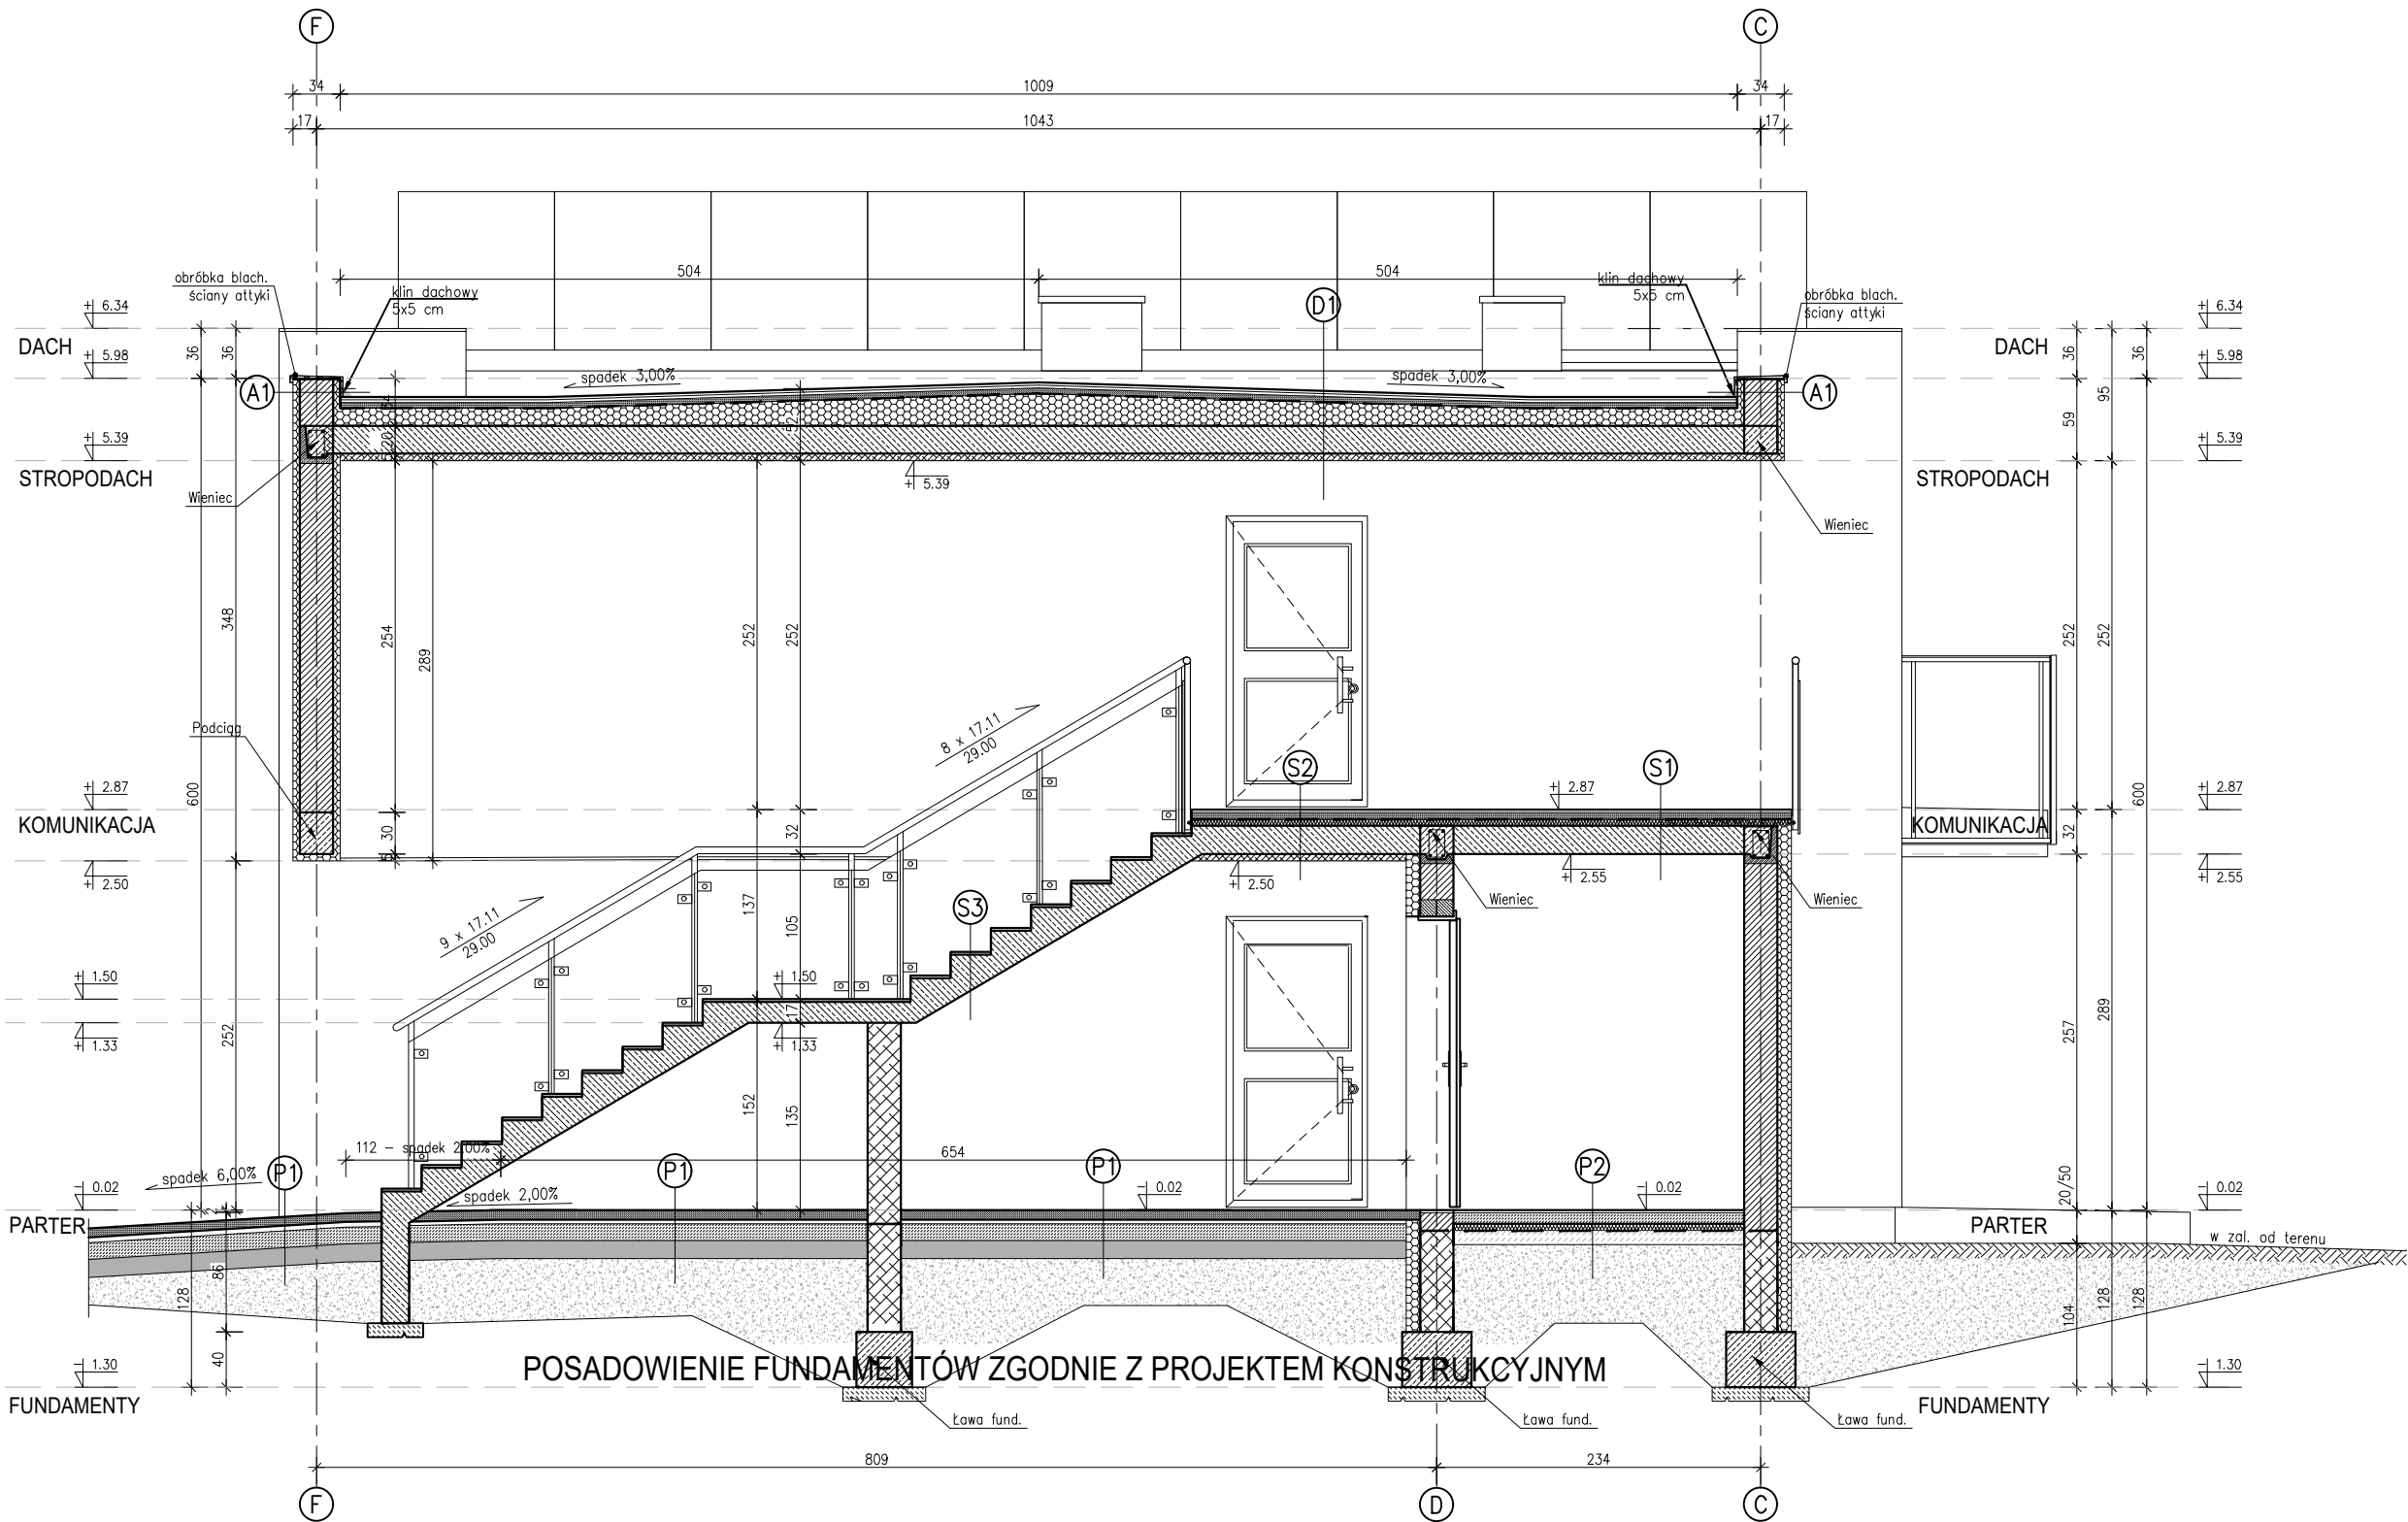 F
C
34
1009
34
17
1043
17
504
504
obróbka blach.
ściany attyki
klin dachowy
5x5 cm
klin dachowy
5x5 cm
obróbka blach.
ściany attyki
D1
+ 6.34
+ 6.34
DACH
DACH
36
36
36
36
+ 5.98
+ 5.98
spadek 3,00%
spadek 3,00%
A1
A1
34
20
52
59
95
+ 5.39
+ 5.39
+ 5.39
STROPODACH
STROPODACH
Wieniec
Wieniec
348
254
289
252
252
252
252
8 x 17.11
29.00
Podciąg
S2
S1
600
600
+ 2.87
+ 2.87
+ 2.87
KOMUNIKACJA
KOMUNIKACJA
30
5
32
32
+ 2.50
+ 2.50
+ 2.55
+ 2.55
Wieniec
Wieniec
S3
9 x 17.11
29.00
137
105
+ 1.50
+ 1.50
17
+ 1.33
+ 1.33
252
257
289
152
135
112 – spadek 2,00%
654
spadek 6,00%
P1
P1
P1
P2
spadek 2,00%
20/50
– 0.02
– 0.02
– 0.02
– 0.02
2
PARTER
PARTER
w zal. od terenu
86
128
104
128
128
40
– 1.30
– 1.30
POSADOWIENIE FUNDAMENTÓW ZGODNIE Z PROJEKTEM KONSTRUKCYJNYM
FUNDAMENTY
FUNDAMENTY
Ława fund.
Ława fund.
Ława fund.
809
234
F
D
C